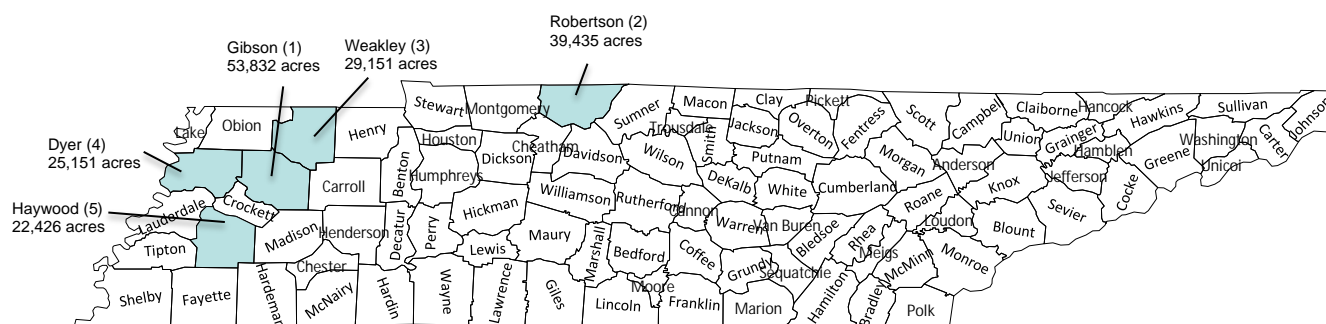 Robertson (2)
39,435 acres
Gibson (1)
53,832 acres
Weakley (3)
29,151 acres
Dyer (4)
25,151 acres
Haywood (5)
22,426 acres
Lake
Obion
Henry
Stewart
Montgomery
Sumner
Macon
Clay
Pickett
Scott
Campbell
Claiborne
Hancock
Hawkins
Sullivan
Johnson
Houston
Cheatham
Trousdale
Smith
Jackson
Overton
Fentress
Union
Grainger
Hamblen
Washington
Carter
Unicoi
Greene
Dickson
Davidson
Wilson
Putnam
Morgan
Anderson
Knox
Jefferson
Cocke
Carroll
Benton
Humphreys
Williamson
Rutherford
Cannon
DeKalb
White
Cumberland
Roane
Loudon
Blount
Sevier
Lauderdale
Crockett
Madison
Henderson
Decatur
Perry
Hickman
Maury
Marshall
Bedford
Coffee
Warren
Van Buren
Bledsoe
Rhea
Meigs
McMinn
Monroe
Tipton
Chester
Lewis
Grundy
Sequatchie
Shelby
Fayette
Hardeman
McNairy
Hardin
Wayne
Lawrence
Giles
Lincoln
Moore
Franklin
Marion
Hamilton
Bradley
Polk